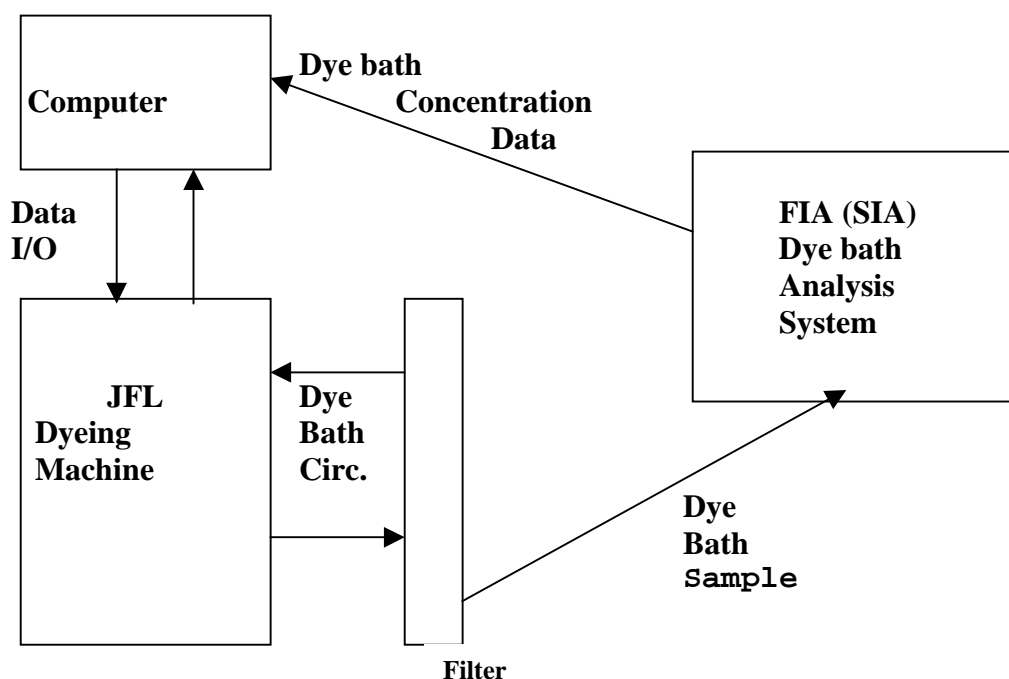 Computer
Dye bath
Concentration
Data
FIA (SIA)
Dye bath
Analysis
System
Data
I/O
JFL
Dyeing
Machine
Dye
Bath
Circ.
Dye
Bath
Sample
Filter